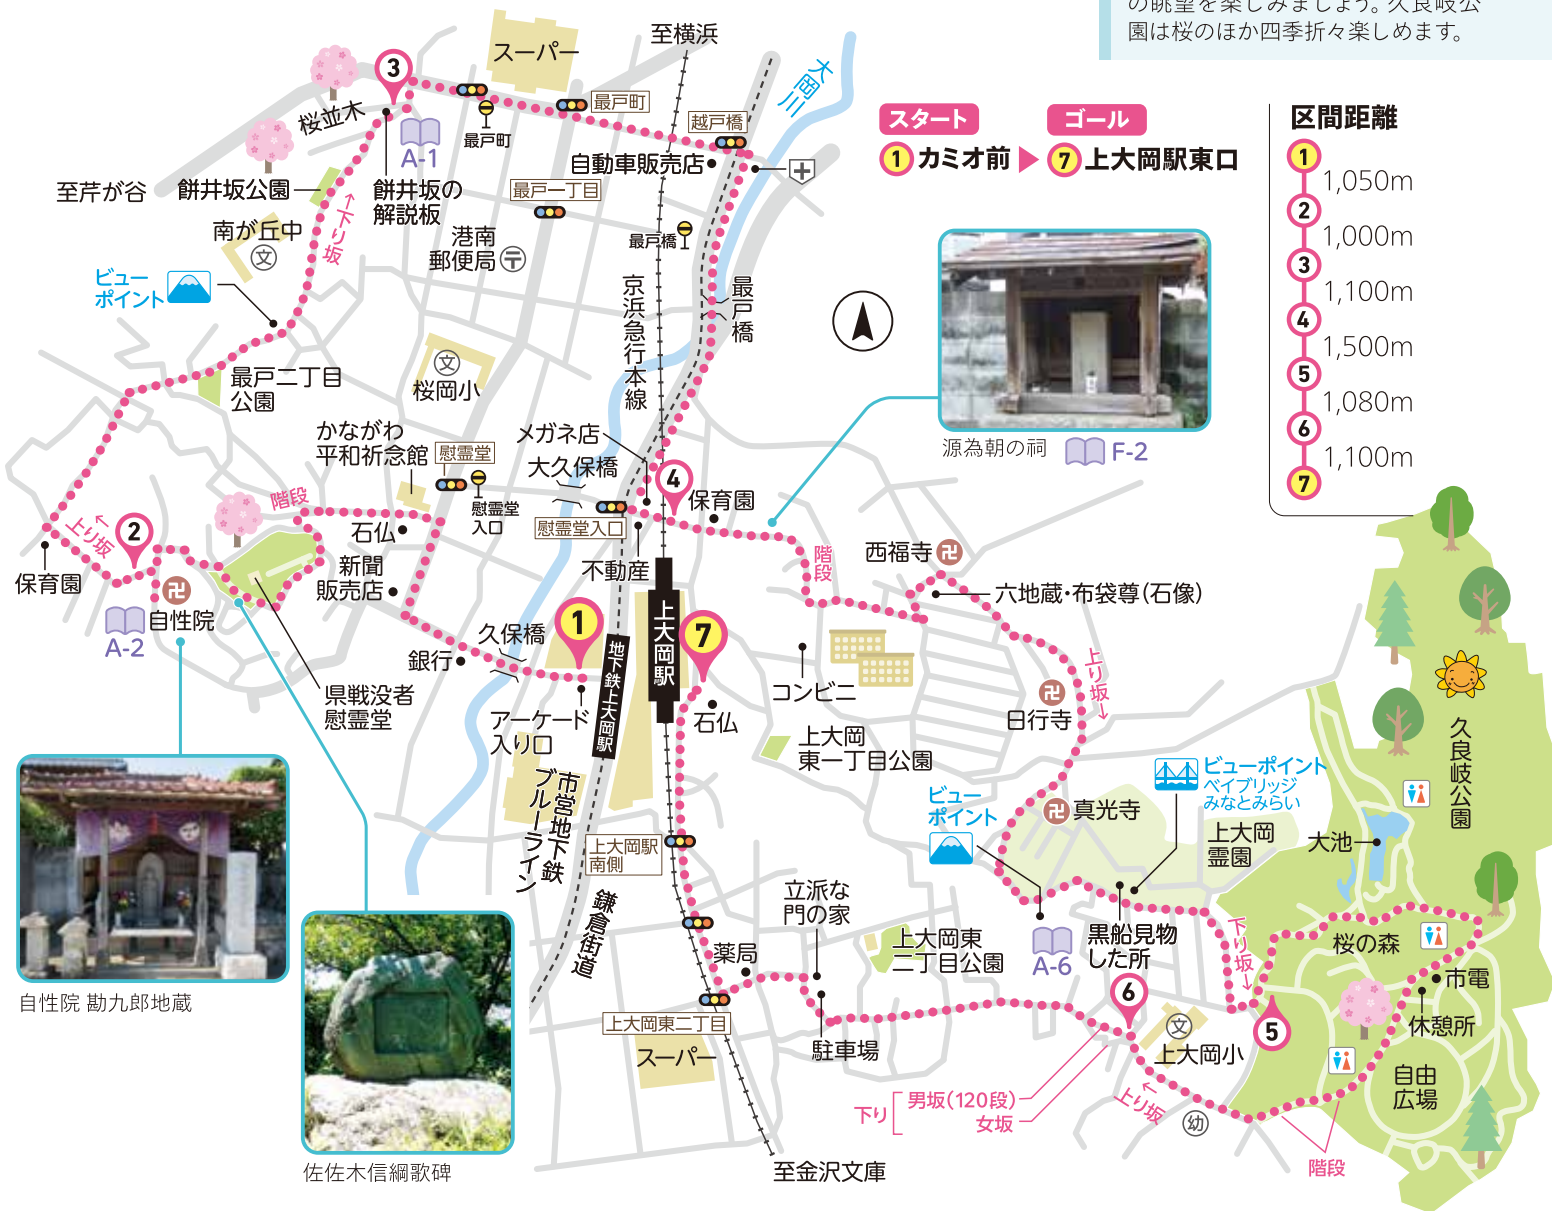 の眺望を楽しみましょう。久良岐公
園は桜のほか四季折々楽しめます。
スタート
ゴール
1 カミオ前
7 上大岡駅東口
区間距離
1
1,050m
2
1,000m
3
1,100m
4
1,500m
5
1,080m
6
1,100m
7
至横浜
スーパー
大岡川
3
桜並木
A-1
最戸町
最戸町
越戸橋
自動車販売店
至芹が谷
餅井坂公園
餅井坂の
解説板
最戸一丁目
南が丘中
文
下り坂
港南
郵便局
最戸橋
ビュー
ポイント
京浜急行本線
最戸橋
文
桜岡小
最戸二丁目
公園
かながわ
平和祈念館
慰霊堂
メガネ店
大久保橋
慰霊堂
入口
慰霊堂入口
4
保育園
源為朝の祠
F-2
階段
石仏
上り坂
2
保育園
新聞
販売店
不動産
階段
西福寺
六地蔵・布袋尊(石像)
A-2
自性院
銀行
久保橋
1
上大岡駅
7
地下鉄上大岡駅
石仏
コンビニ
上り坂
日行寺
県戦没者
慰霊堂
アーケード
入り口
上大岡
東一丁目公園
市営地下鉄
ブルーライン
ビュー
ポイント
真光寺
ビューポイント
ベイブリッジ
みなとみらい
上大岡
霊園
久良岐公園
大池
上大岡駅
南側
鎌倉街道
立派な
門の家
薬局
上大岡東
二丁目公園
A-6
黒船見物
した所
下り坂
桜の森
市電
休憩所
自性院 勘九郎地蔵
上大岡東二丁目
スーパー
駐車場
6
文
上大岡小
5
自由
広場
下り
男坂(120段)
女坂
上り坂
幼
階段
佐佐木信綱歌碑
至金沢文庫